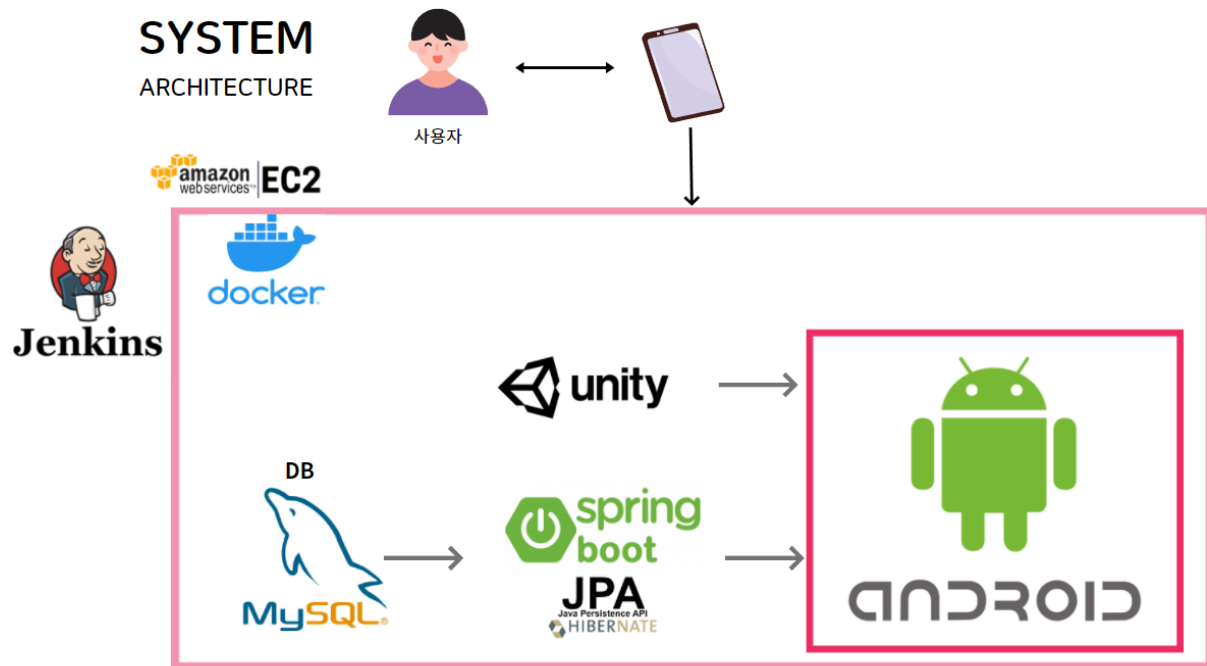 SYSTEM
ARCHITECTURE
사용자
amazon
web services™
EC2
docker
Jenkins
unity
DB
MySQL®
spring
boot
JPA
Java Persistence API
HIBERNATE
ANDROID